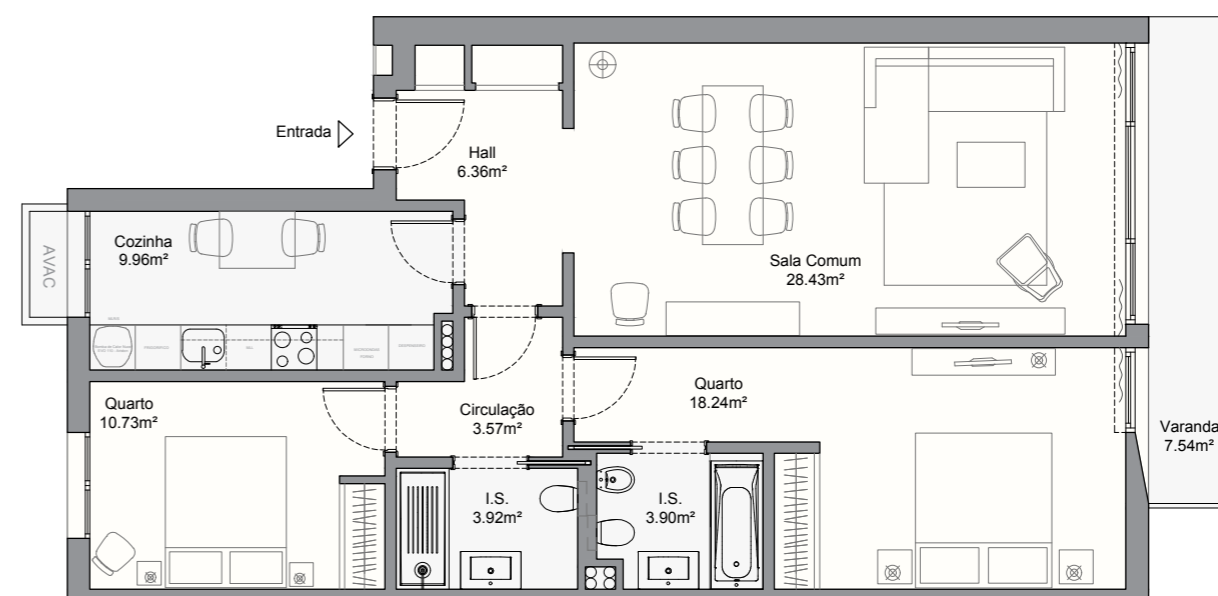 Entrada
Hall
6.36m²
Cozinha
9.96m²
AVAC
Sala Comum
28.43m²
Quarto
10.73m²
Circulação
3.57m²
Quarto
18.24m²
Varanda
7.54m²
I.S.
3.92m²
I.S.
3.90m²